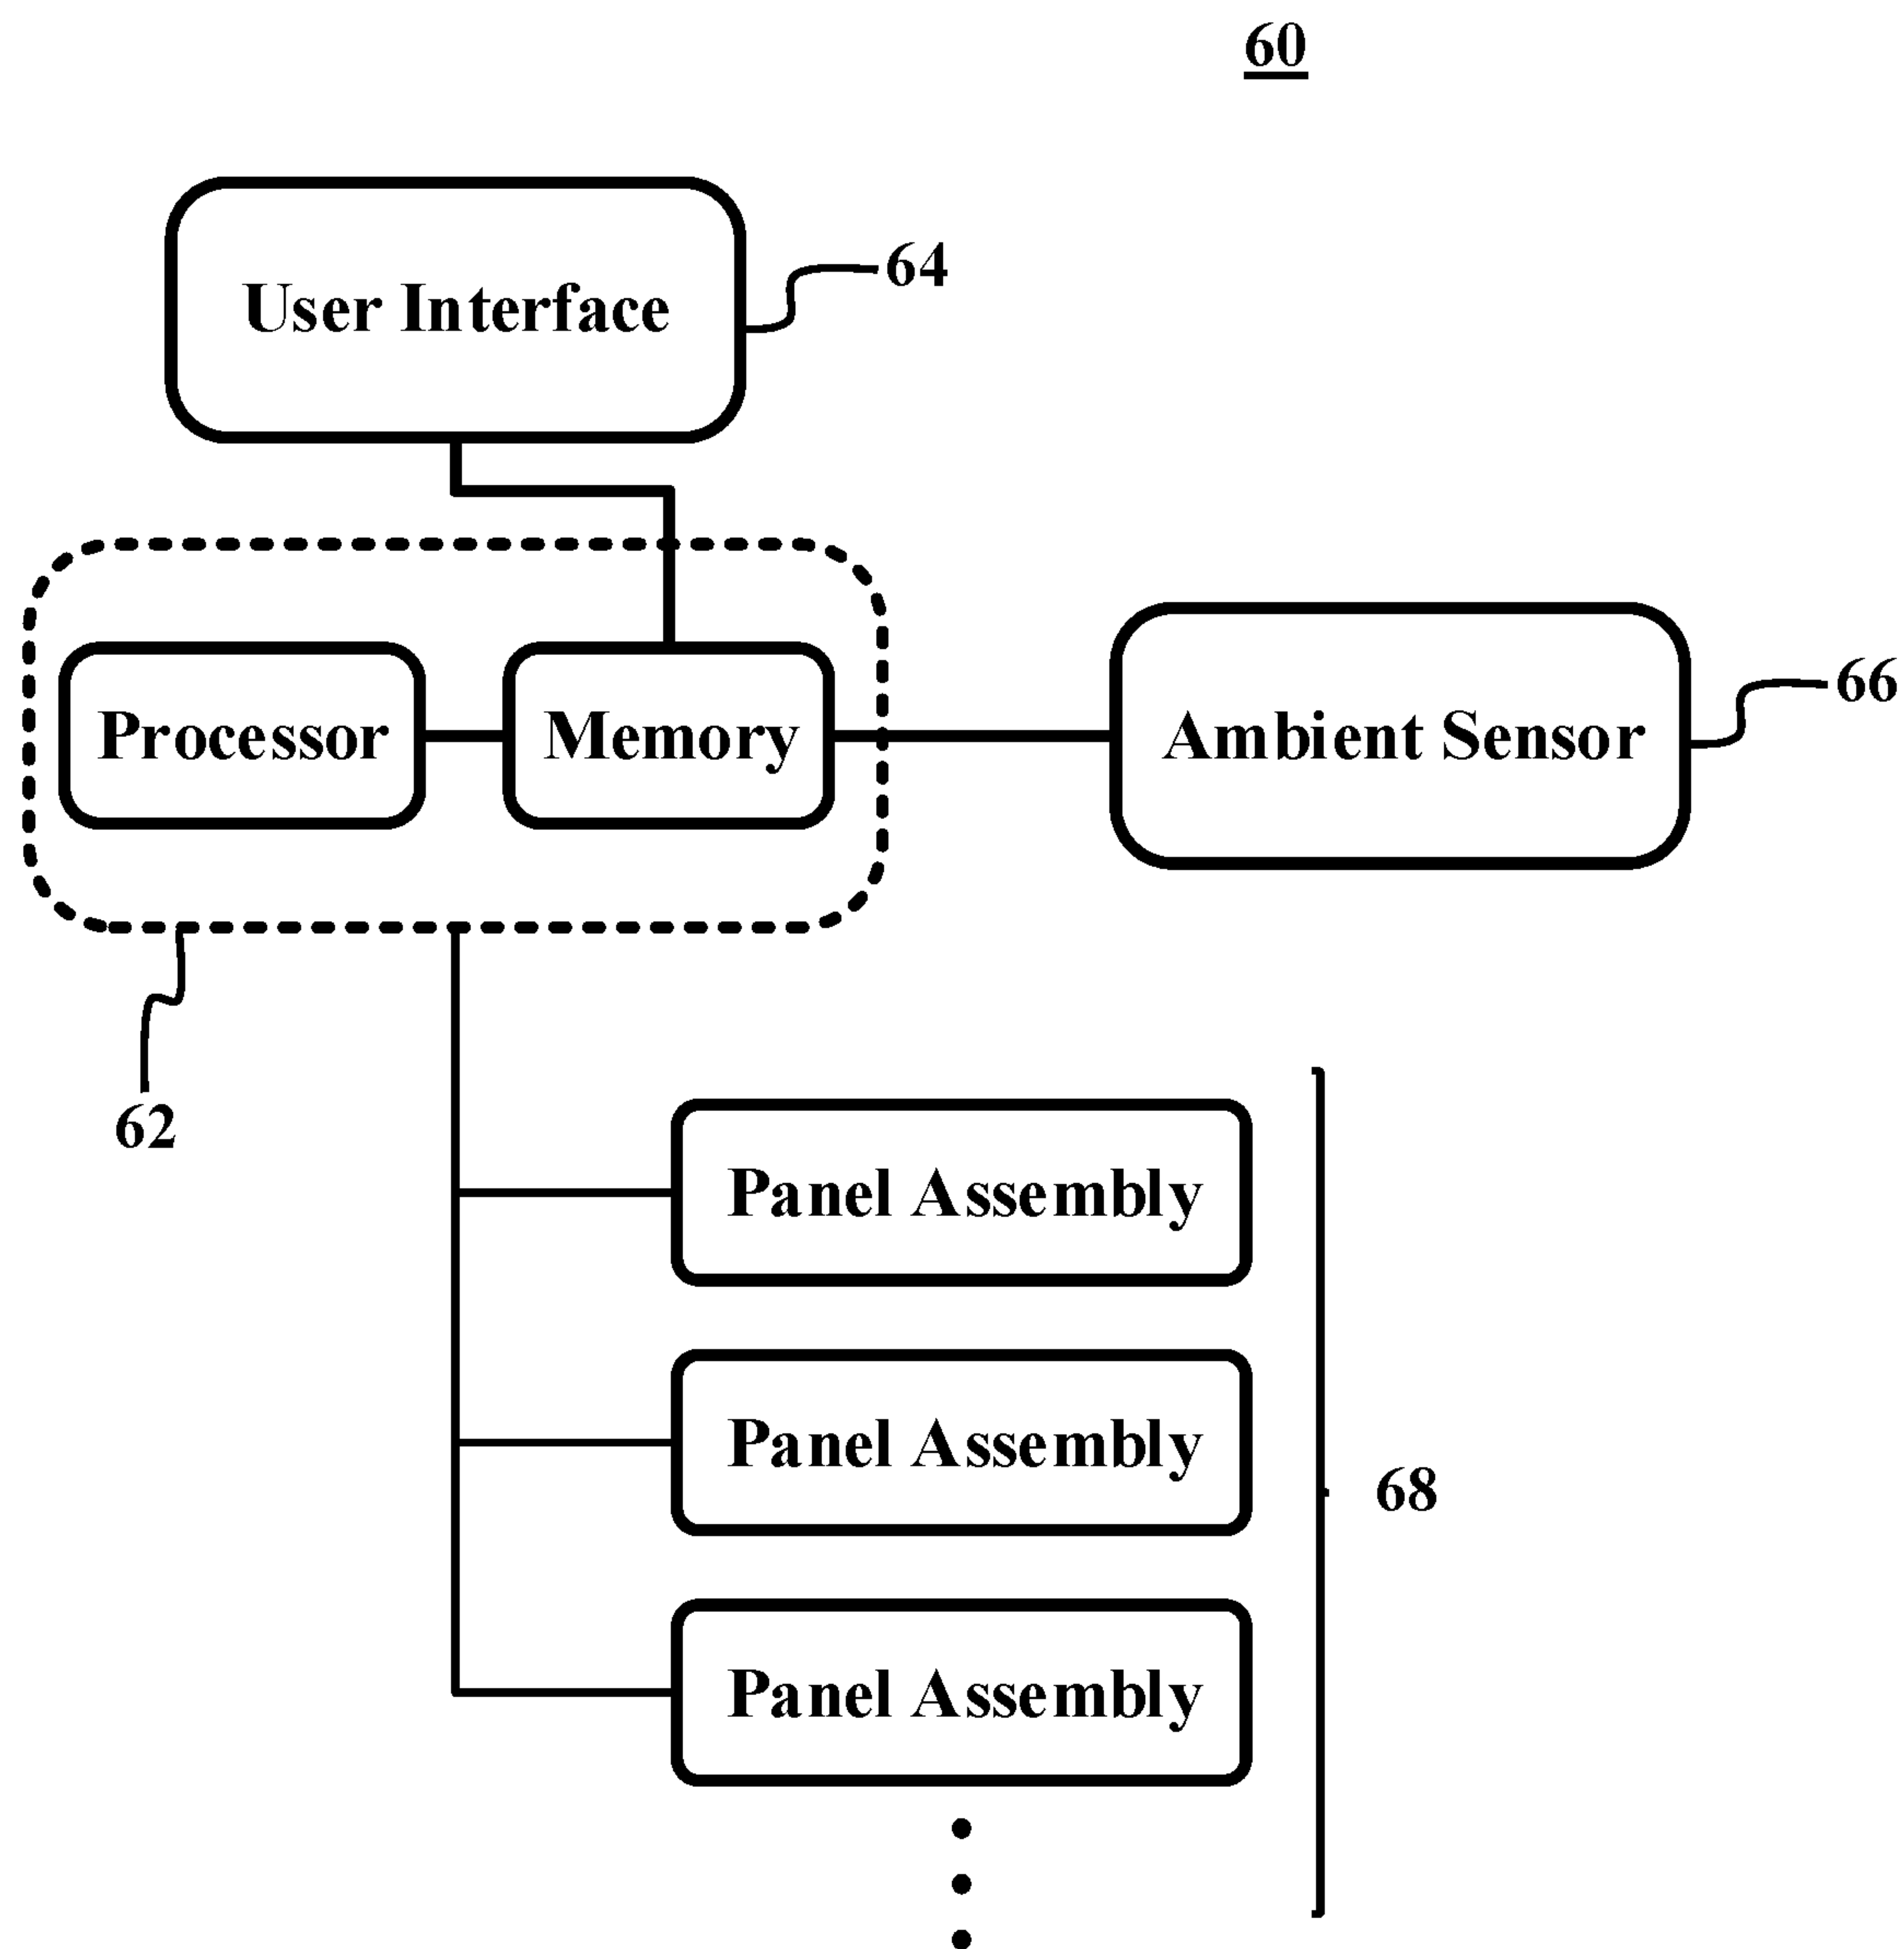 60
User Interface
64
Processor
Memory
Ambient Sensor
66
62
Panel Assembly
Panel Assembly
68
Panel Assembly